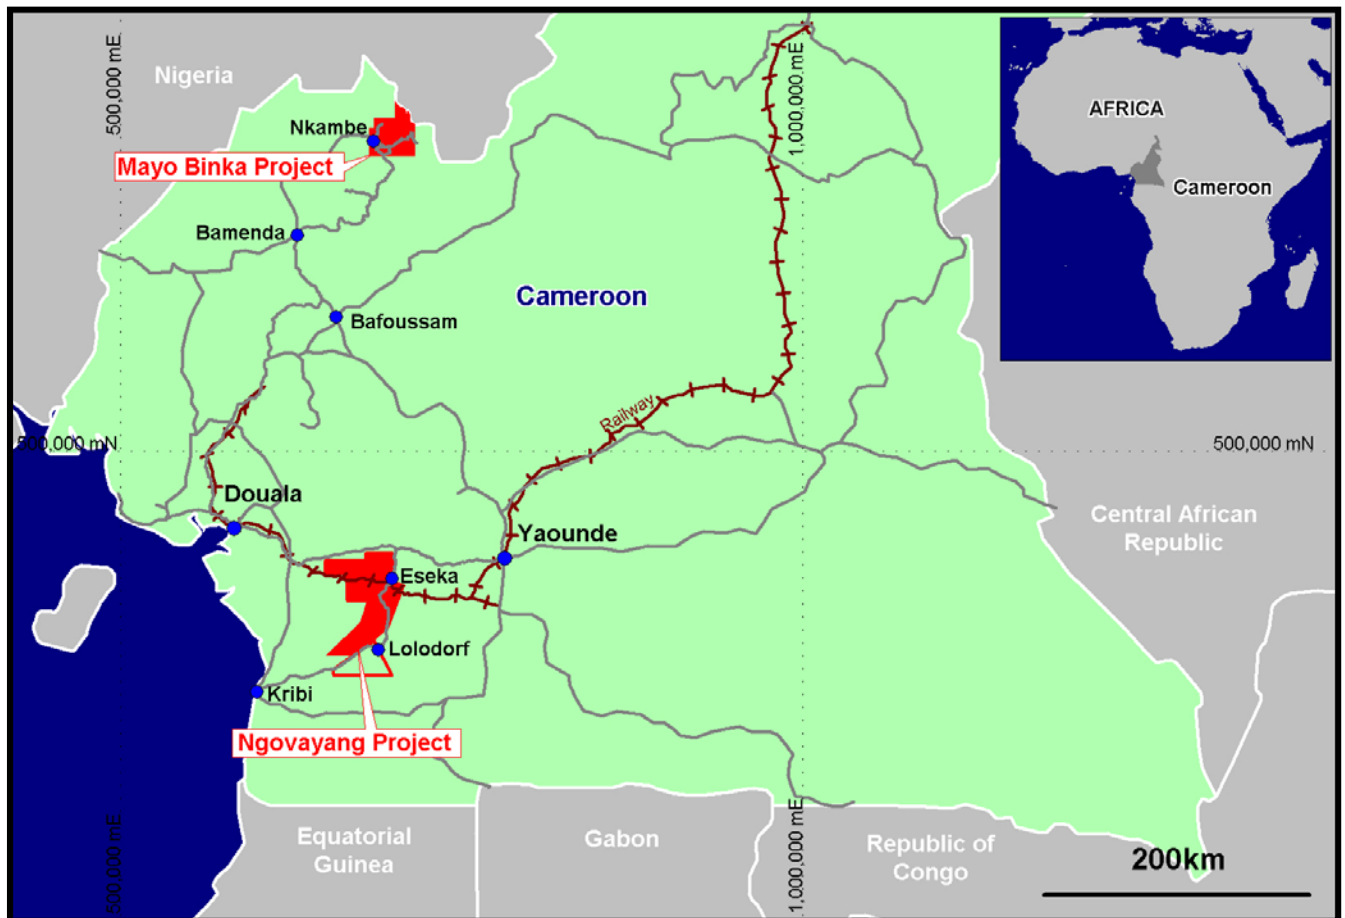 Nigeria
500,000 mE
1,000,000 mE
AFRICA
Cameroon
Nkambe
Mayo Binka Project
Bamenda
Cameroon
Bafoussam
Railway
500,000 mN
500,000 mN
Douala
Yaounde
Central African
Republic
Eseka
Lolodorf
Kribi
Ngovayang Project
500,000 mE
1,000,000 mE
Equatorial
Guinea
Gabon
Republic of
Congo
200km